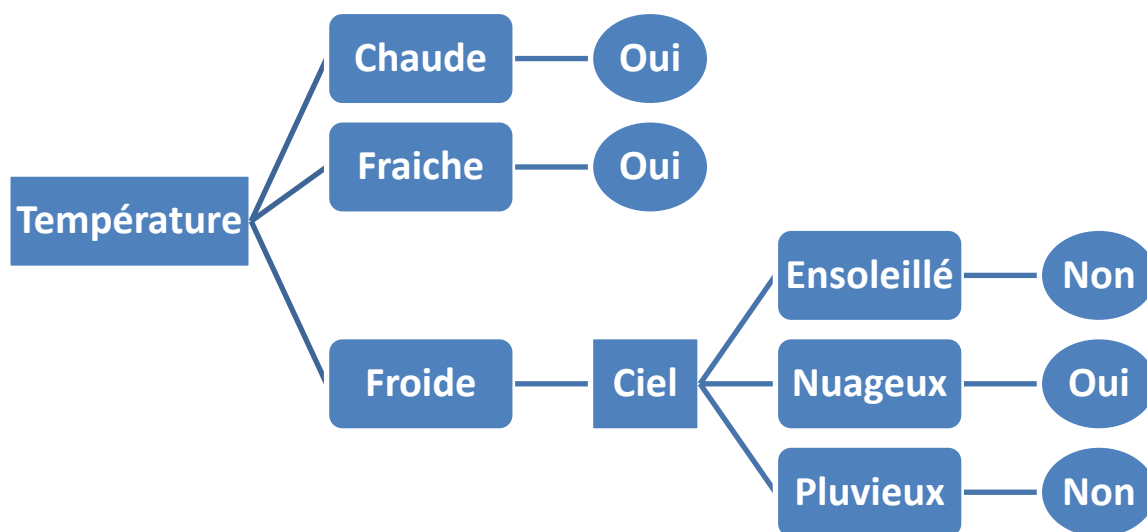 Température
Chaude
Oui
Fraiche
Oui
Froide
Ciel
Ensoleillé
Non
Nuageux
Oui
Pluvieux
Non